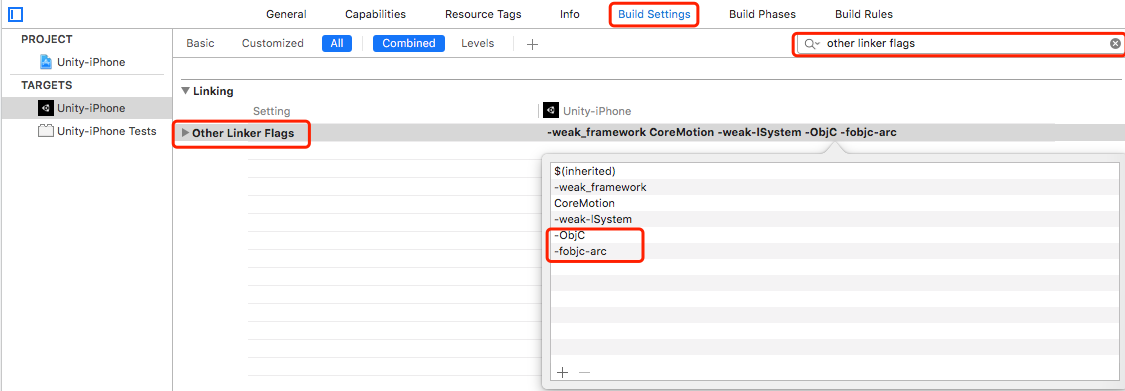 General Capabilities Resource Tags Info Build Settings Build Phases Build Rules
PROJECT
Unity-iPhone
TARGETS
Unity-iPhone
Unity-iPhone Tests
Basic Customized All Combined Levels + other linker flags
Linking
Setting Unity-iPhone
Other Linker Flags -weak_framework CoreMotion -weak-lSystem -ObjC -fobjc-arc
$(inherited)
-weak_framework
CoreMotion
-weak-lSystem
-ObjC
-fobjc-arc